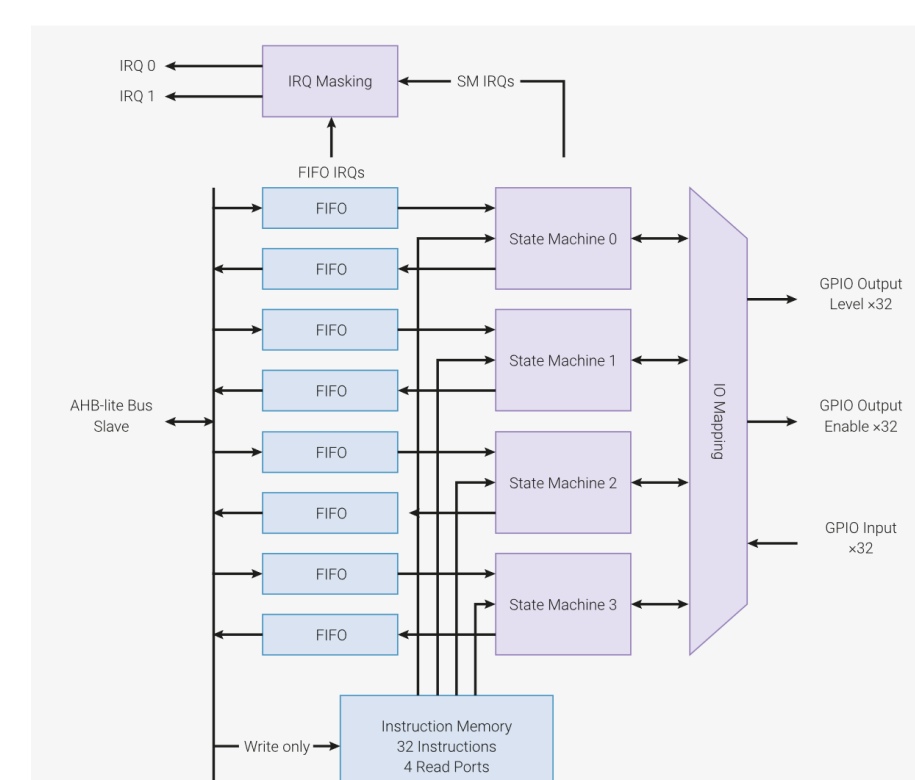 IRQ 0
IRQ 1
IRQ Masking
SM IRQs
FIFO IRQs
FIFO
State Machine 0
FIFO
GPIO Output
Level ×32
FIFO
State Machine 1
FIFO
IO Mapping
AHB-lite Bus
Slave
GPIO Output
Enable ×32
FIFO
State Machine 2
FIFO
GPIO Input
×32
FIFO
State Machine 3
FIFO
Write only
Instruction Memory
32 Instructions
4 Read Ports